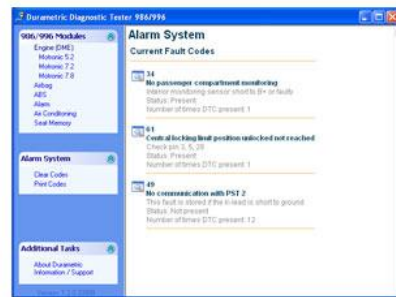 Durametric Diagnostic Tester 986/996
986/996 Modules
Engine (DME)
Motronic 5.2
Motronic 7.2
Motronic 7.8
Airbag
ABS
Alarm
Air Conditioning
Seat Memory
Alarm System
Clear Codes
Print Codes
Additional Tasks
About Durametric
Information / Support
Alarm System
Current Fault Codes
34
No passenger compartment monitoring
Interior monitoring sensor short to B+ or faulty
Status: Present
Number of times DTC present: 1
61
Central locking limit position unlocked not reached
Check pin 3, 5, 28
Status: Present
Number of times DTC present: 1
49
No communication with PST 2
This fault is stored if the k-lead is short to ground
Status: Not present
Number of times DTC present: 12